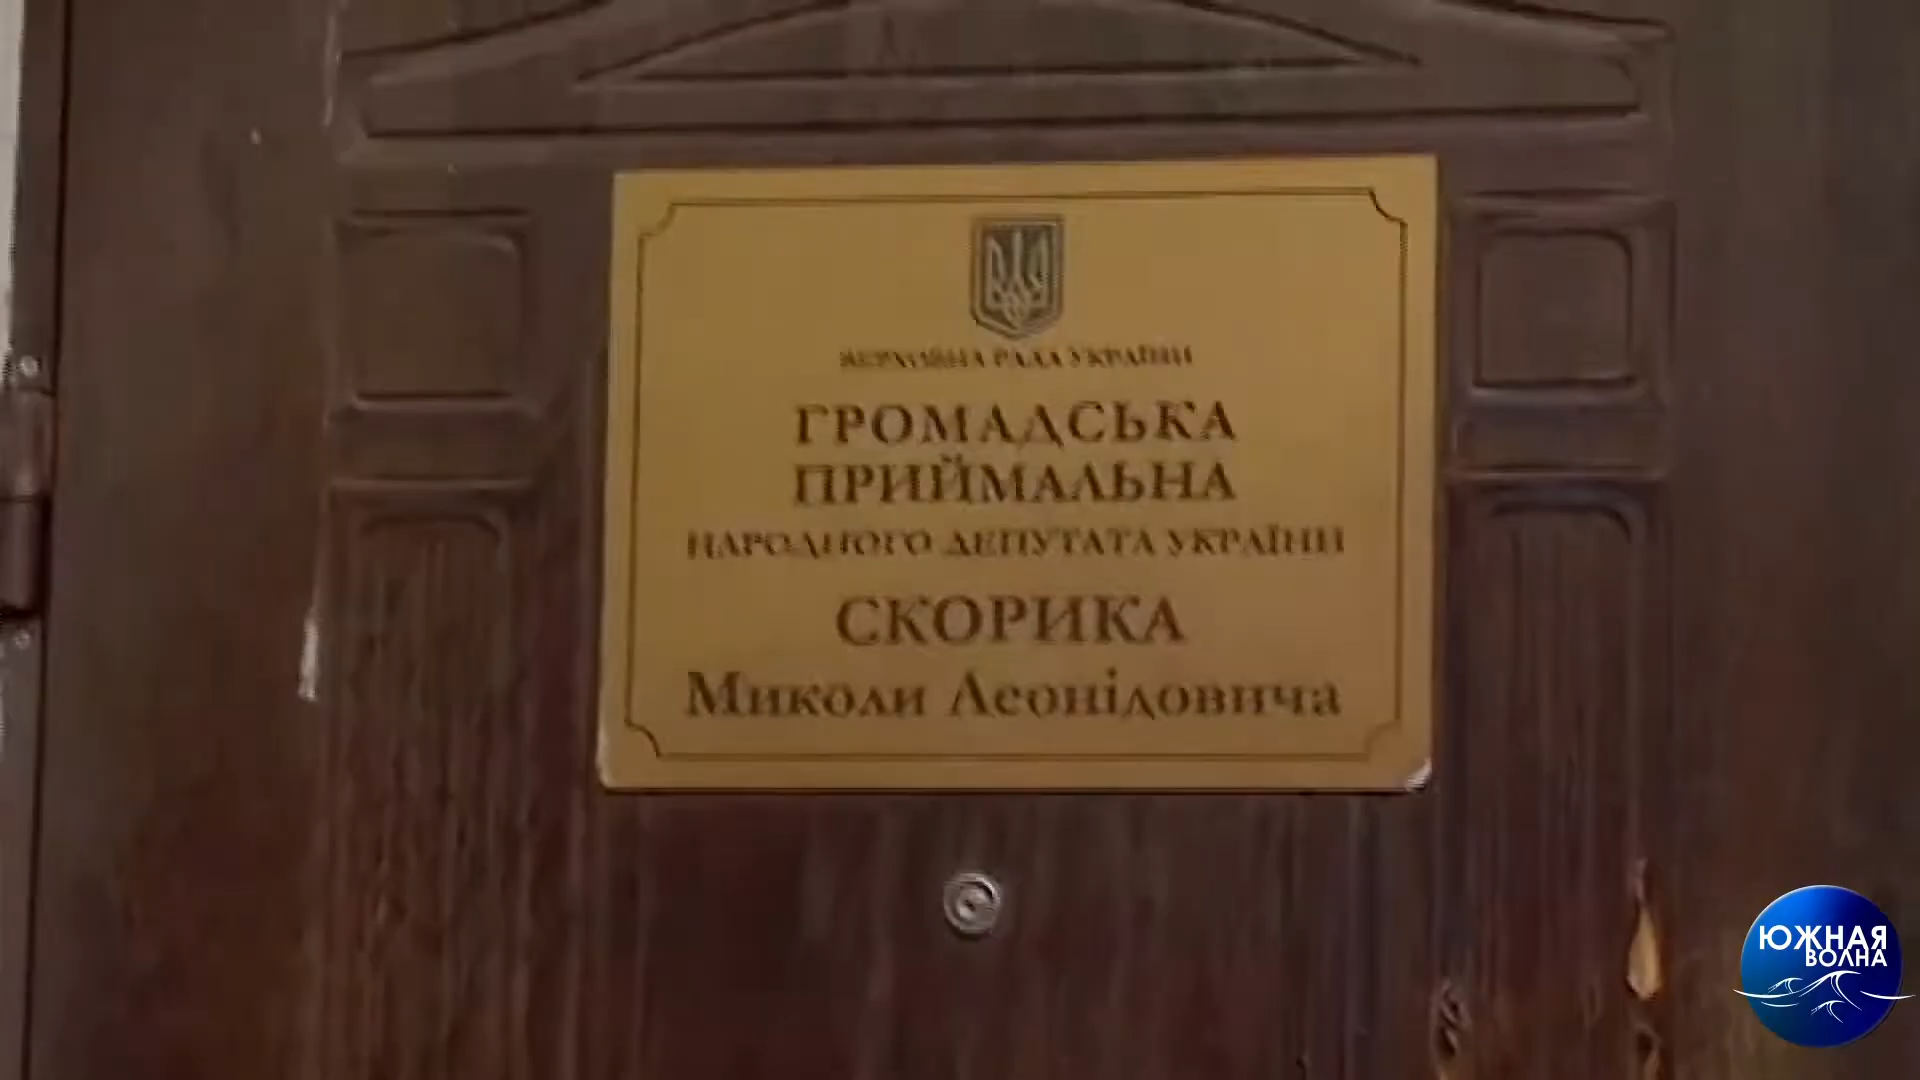 ВЕРХОВНА РАДА УКРАЇНИ
ГРОМАДСЬКА
ПРИЙМАЛЬНА
НАРОДНОГО ДЕПУТАТА УКРАЇНИ
СКОРИКА
Миколи Леонідовича
ЮЖНАЯ
ВОЛНА